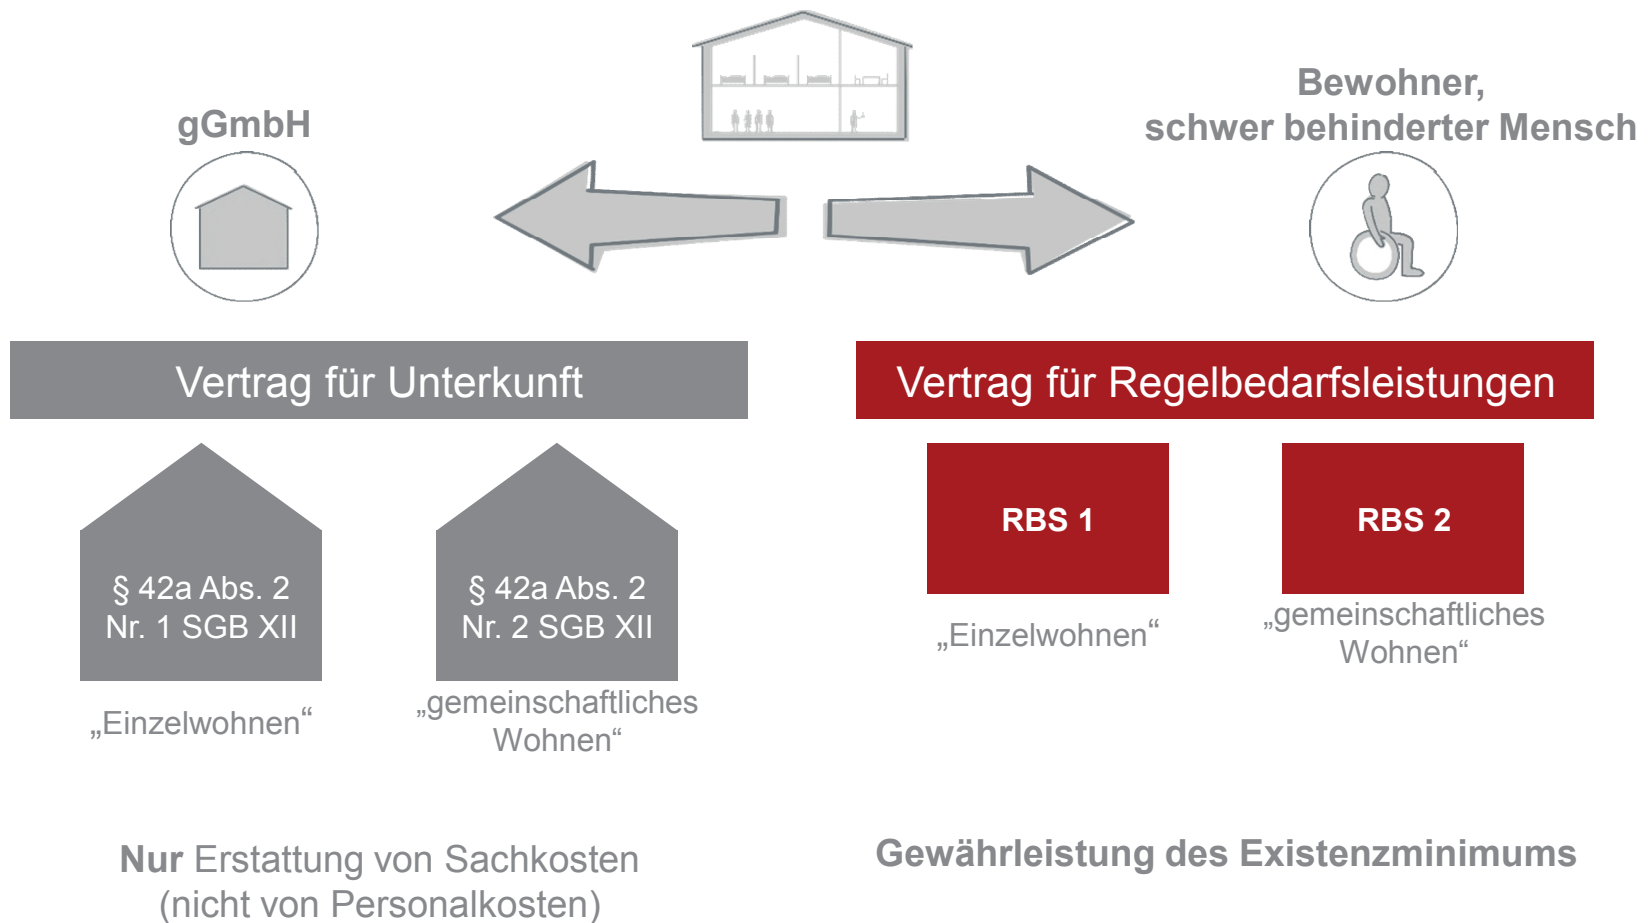 gGmbH
Bewohner,
schwer behinderter Mensch
Vertrag für Unterkunft
§ 42a Abs. 2
Nr. 1 SGB XII
„Einzelwohnen“
§ 42a Abs. 2
Nr. 2 SGB XII
„gemeinschaftliches
Wohnen“
Nur Erstattung von Sachkosten
(nicht von Personalkosten)
Vertrag für Regelbedarfsleistungen
RBS 1
„Einzelwohnen“
RBS 2
„gemeinschaftliches
Wohnen“
Gewährleistung des Existenzminimums